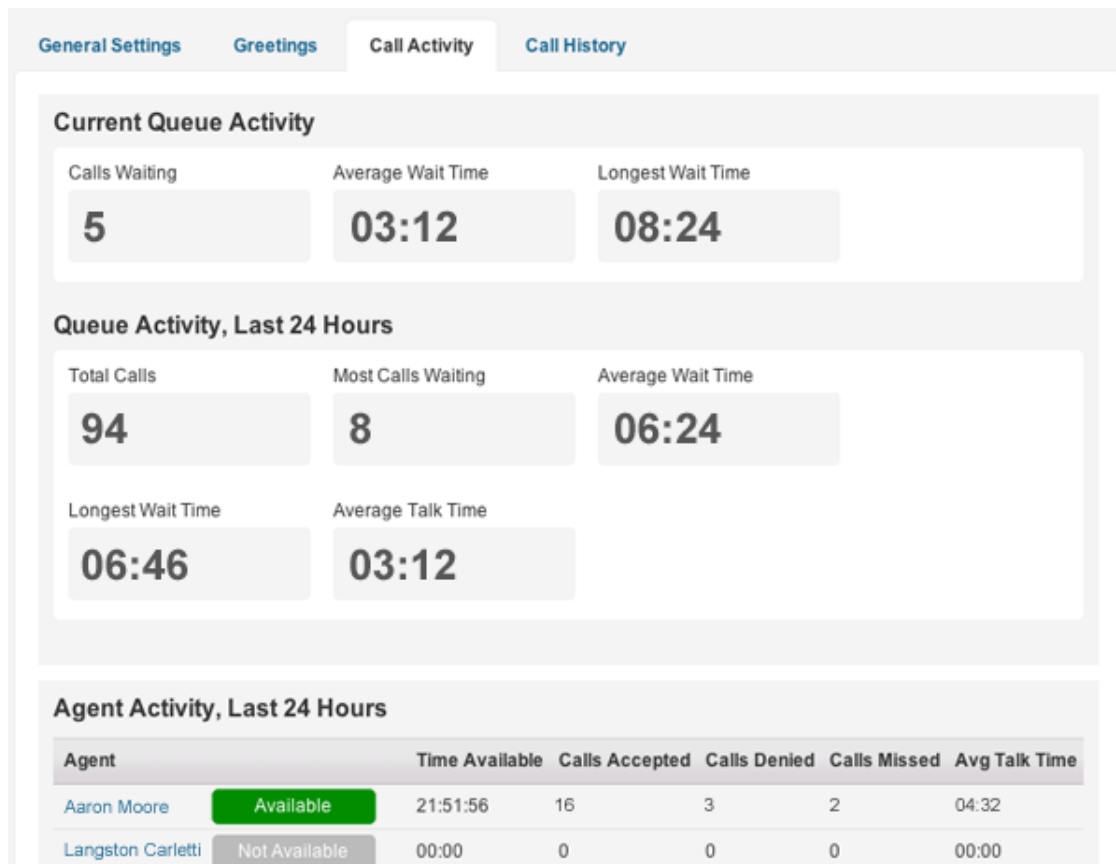 General Settings Greetings Call Activity Call History
Current Queue Activity
Calls Waiting Average Wait Time Longest Wait Time
5 03:12 08:24
Queue Activity, Last 24 Hours
Total Calls Most Calls Waiting Average Wait Time
94 8 06:24
Longest Wait Time Average Talk Time
06:46 03:12
Agent Activity, Last 24 Hours
Agent Time Available Calls Accepted Calls Denied Calls Missed Avg Talk Time
Aaron Moore Available 21:51:56 16 3 2 04:32
Langston Carletti Not Available 00:00 0 0 0 00:00